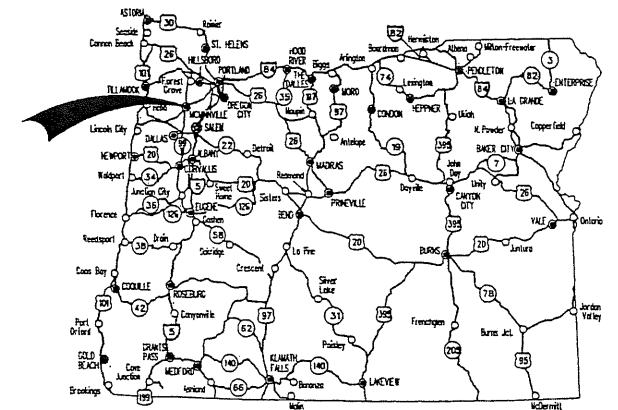 ASTORIA
30
Rainier
Seaside
Cannon Beach
26
ST. HELENS
HILLSBORO
101
Forest
Grove
PORTLAND
84
HOOD
RIVER
THE
DALLES
Biggs
Arlington
Boardman
82
Hermiston
Athena
Milton-Freewater
3
PENDLETON
82
ENTERPRISE
TILLAMOOK
OREGON
CITY
26
35
197
MORO
97
74
Lexington
HEPPNER
84
LA GRANDE
MCMINNVILLE
SALEM
Maupin
CONDON
Ukiah
Lincoln City
DALLAS
99
22
Detroit
26
Antelope
19
395
N. Powder
Copperfield
BAKER CITY
NEWPORT
20
ALBANY
CORVALLIS
MADRAS
John
Day
7
Waldport
34
Redmond
26
Dayville
Unity
26
Junction City
5
Sweet
Home
20
Sisters
PRINEVILLE
CANYON
CITY
36
126
EUGENE
126
Florence
Goshen
BEND
395
VALE
Ontario
Reedsport
38
Drain
58
Oakridge
La Pine
20
BURNS
20
Juntura
Coos Bay
Crescent
COQUILLE
ROSEBURG
Silver
Lake
78
101
42
Canyonville
97
31
395
Frenchglen
Burns Jct.
Jordan
Valley
Port
Orford
5
62
Paisley
205
95
GOLD
BEACH
GRANTS
PASS
140
KLAMATH
FALLS
140
Cave
Junction
MEDFORD
LAKEVIEW
Brookings
199
Ashland
66
Bonanza
Malin
McDermitt